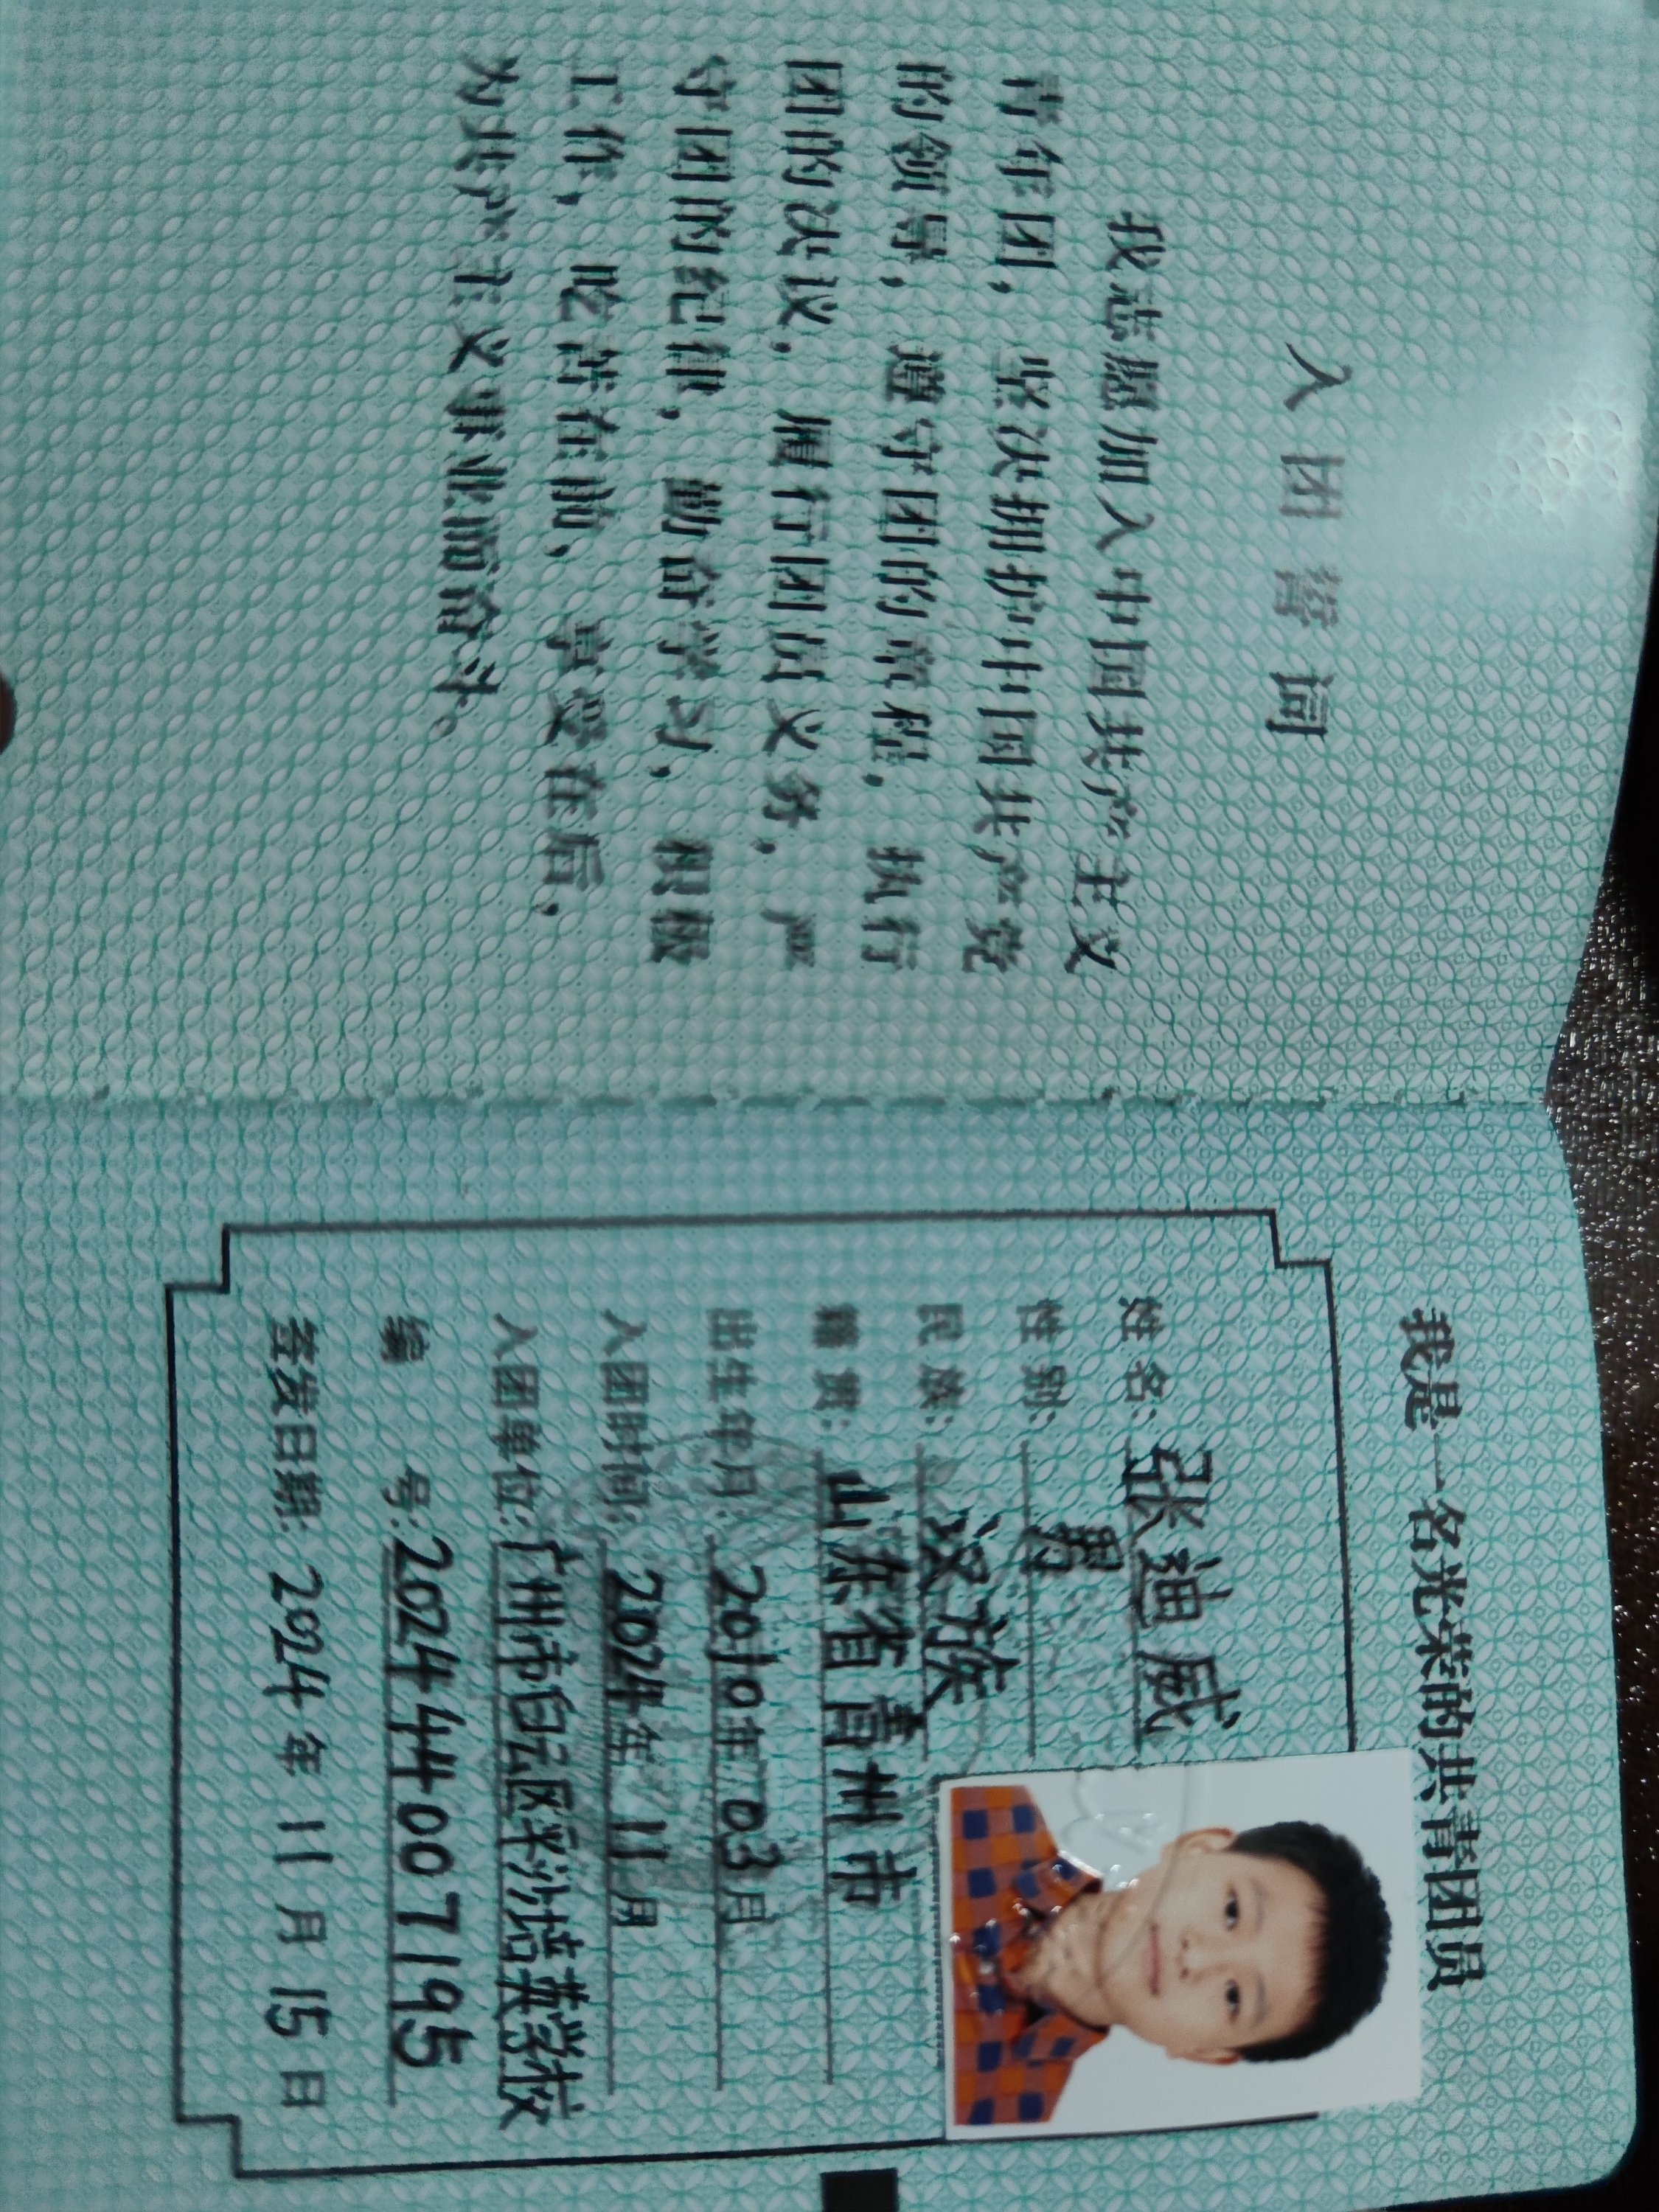 入团誓词
我志愿加入中国共产主义
青年团，坚决拥护中国共产党
的领导，遵守团的章程，执行
团的决议，履行团员义务，严
守团的纪律，勤奋学习，积极
工作，吃苦在前，享受在后，
为共产主义事业而奋斗。
我是一名光荣的共青团员
姓名：张迪威
性别：男
民族：汉族
籍贯：山东省青州市
出生年月：2010年03月
入团时间：2024年11月
入团单位：广州市白云区米沙培英学校
编号：202444007195
签发日期：2024年11月15日